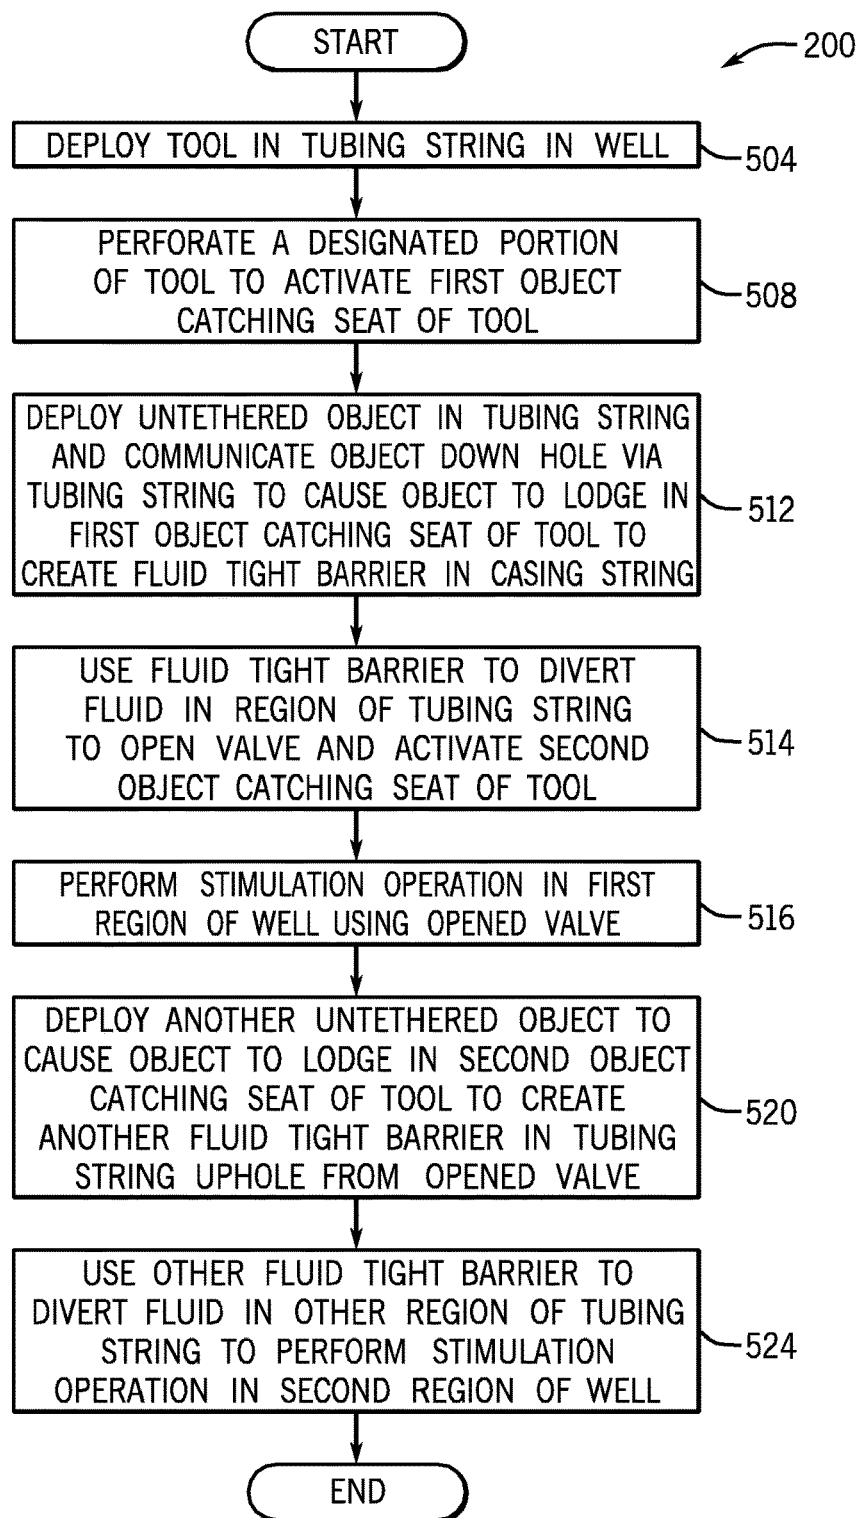 START
200
DEPLOY TOOL IN TUBING STRING IN WELL
504
PERFORATE A DESIGNATED PORTION
OF TOOL TO ACTIVATE FIRST OBJECT
CATCHING SEAT OF TOOL
508
DEPLOY UNTETHERED OBJECT IN TUBING STRING
AND COMMUNICATE OBJECT DOWN HOLE VIA
TUBING STRING TO CAUSE OBJECT TO LODGE IN
FIRST OBJECT CATCHING SEAT OF TOOL TO
CREATE FLUID TIGHT BARRIER IN CASING STRING
512
USE FLUID TIGHT BARRIER TO DIVERT
FLUID IN REGION OF TUBING STRING
TO OPEN VALVE AND ACTIVATE SECOND
OBJECT CATCHING SEAT OF TOOL
514
PERFORM STIMULATION OPERATION IN FIRST
REGION OF WELL USING OPENED VALVE
516
DEPLOY ANOTHER UNTETHERED OBJECT TO
CAUSE OBJECT TO LODGE IN SECOND OBJECT
CATCHING SEAT OF TOOL TO CREATE
ANOTHER FLUID TIGHT BARRIER IN TUBING
STRING UPHOLE FROM OPENED VALVE
520
USE OTHER FLUID TIGHT BARRIER TO
DIVERT FLUID IN OTHER REGION OF TUBING
STRING TO PERFORM STIMULATION
OPERATION IN SECOND REGION OF WELL
524
END